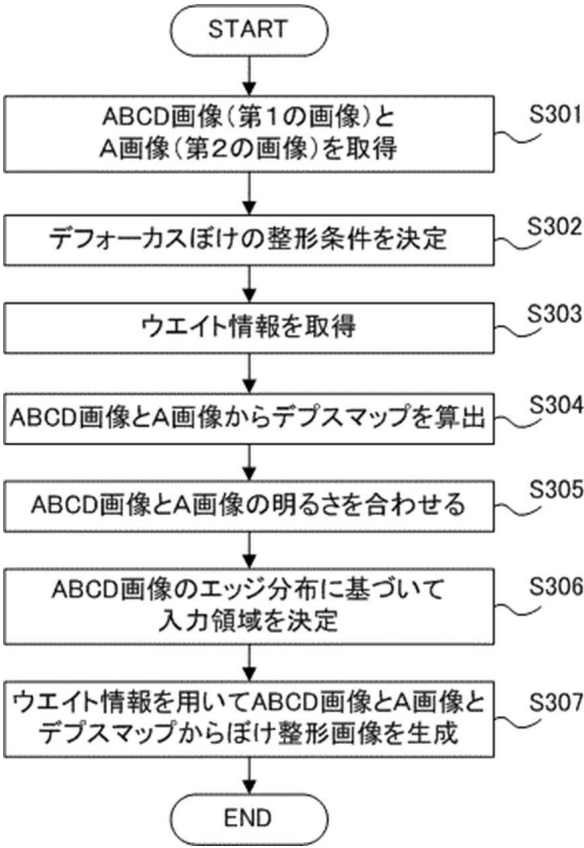 START
ABCD画像(第1の画像)と
A画像(第2の画像)を取得
S301
デフォーカスぼけの整形条件を決定
S302
ウエイト情報を取得
S303
ABCD画像とA画像からデプスマップを算出
S304
ABCD画像とA画像の明るさを合わせる
S305
ABCD画像のエッジ分布に基づいて
入力領域を決定
S306
ウエイト情報を用いてABCD画像とA画像と
デプスマップからぼけ整形画像を生成
S307
END